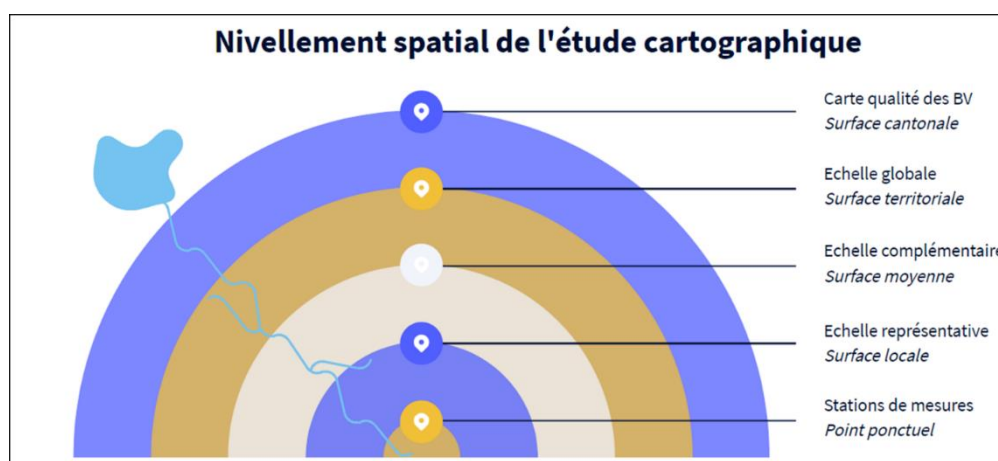 Nivellement spatial de l'étude cartographique
Carte qualité des BV
Surface cantonale
Echelle globale
Surface territoriale
Echelle complémentaire
Surface moyenne
Echelle représentative
Surface locale
Stations de mesures
Point ponctuel